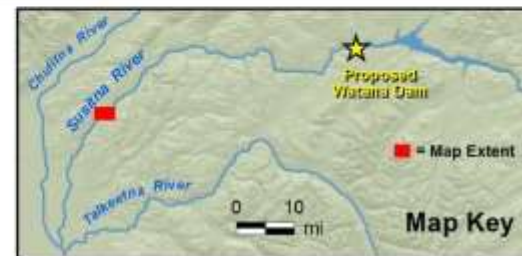 Chulitna River
Susitna River
Proposed
Watana Dam
= Map Extent
Talkeetna River
0 10
mi
Map Key